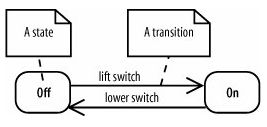 A state
A transition
lift switch
Off
On
lower switch